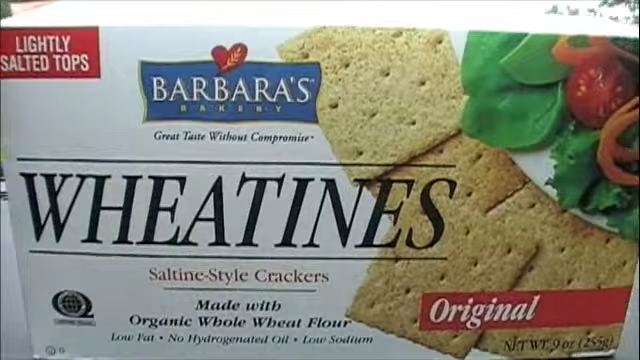 LIGHTLY
SALTED TOPS
BARBARA'S
BAKERY
Great Taste Without Compromise™
WHEATINES
Saltine-Style Crackers
Made with
Organic Whole Wheat Flour
Low Fat • No Hydrogenated Oil • Low Sodium
Original
NET WT. 9 oz (255g)